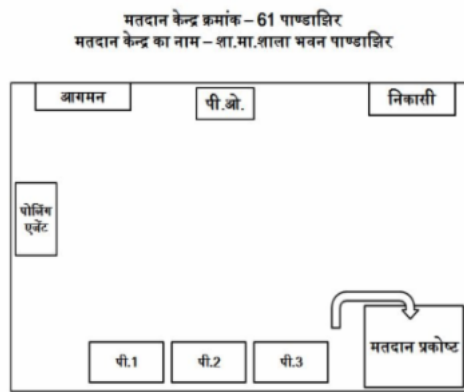 मतदान केन्द्र क्रमांक – 61 पाण्डाझिर
मतदान केन्द्र का नाम – शा.मा.शाला भवन पाण्डाझिर
आगमन
पी.ओ.
निकासी
पोलिंग
एजेंट
पी.1
पी.2
पी.3
मतदान प्रकोष्ट